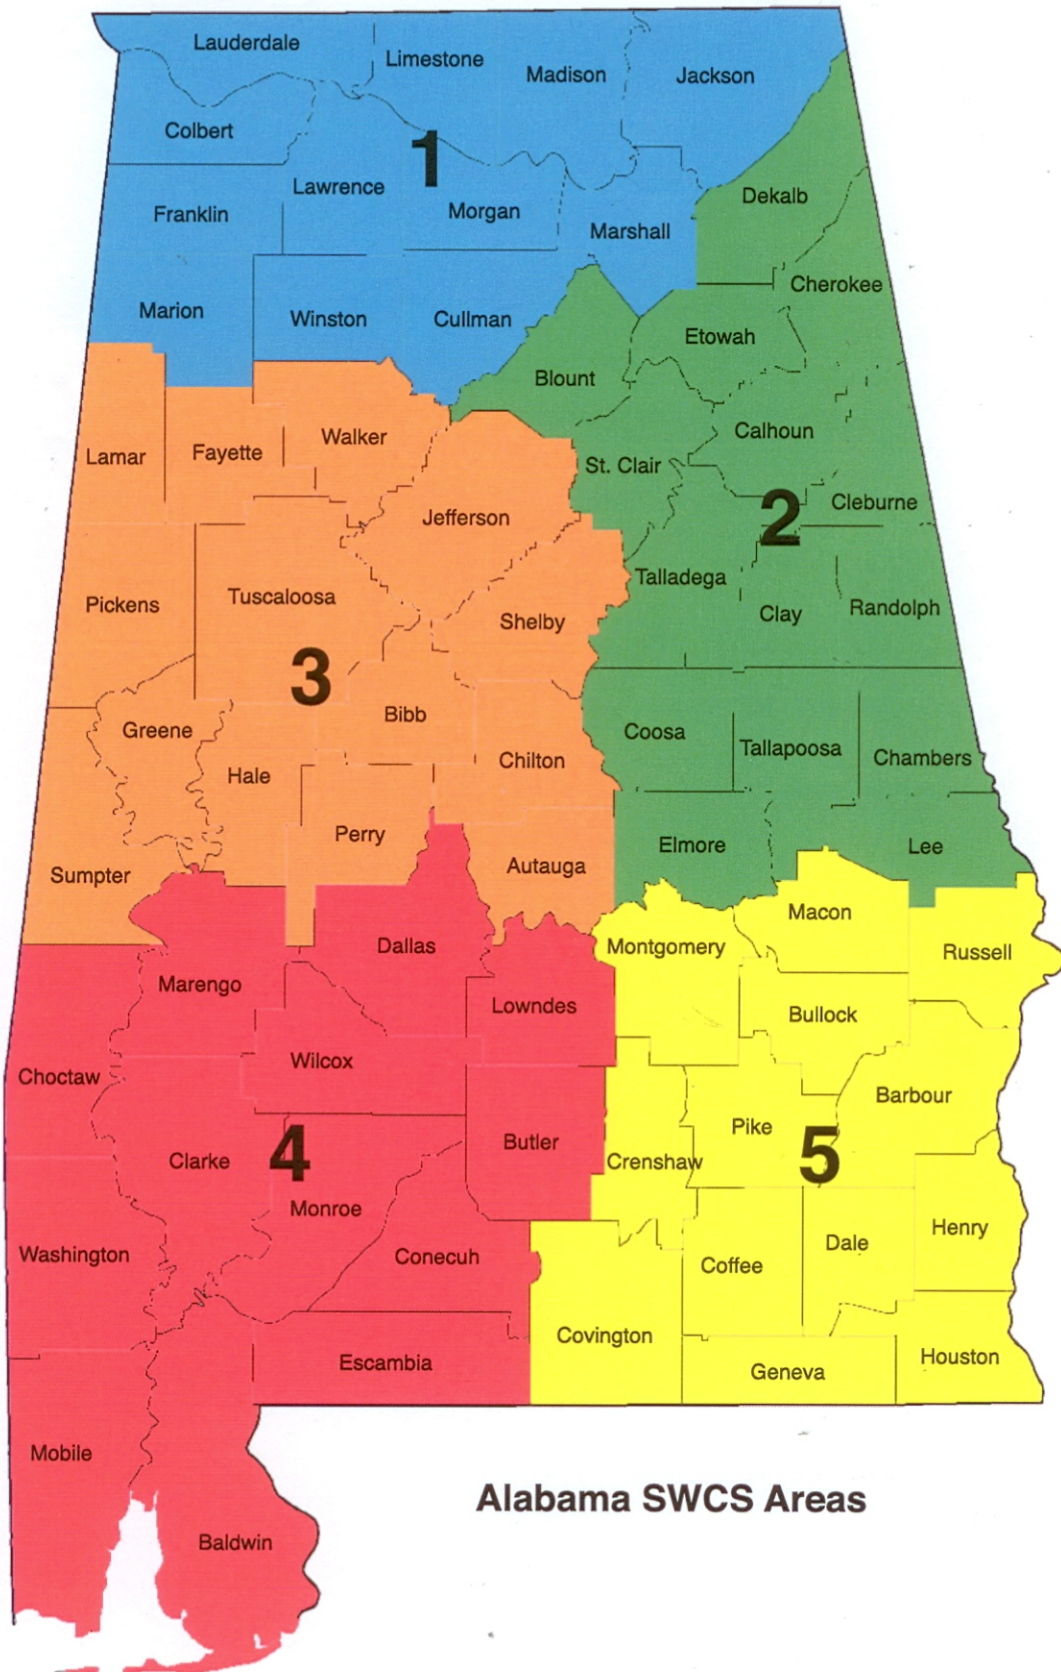 Lauderdale
Limestone
Madison
Jackson
Colbert
1
Lawrence
Franklin
Morgan
Dekalb
Marshall
Cherokee
Marion
Winston
Cullman
Etowah
Blount
Calhoun
Walker
Fayette
Lamar
St. Clair
Cleburne
2
Jefferson
Talladega
Tuscaloosa
Pickens
Clay
Randolph
Shelby
3
Bibb
Greene
Coosa
Tallapoosa
Chambers
Chilton
Hale
Perry
Elmore
Lee
Autauga
Sumpter
Macon
Dallas
Montgomery
Russell
Marengo
Lowndes
Bullock
Wilcox
Choctaw
Barbour
Pike
Butler
Clarke
4
5
Crenshaw
Monroe
Henry
Dale
Washington
Conecuh
Coffee
Covington
Escambia
Houston
Geneva
Mobile
Alabama SWCS Areas
Baldwin